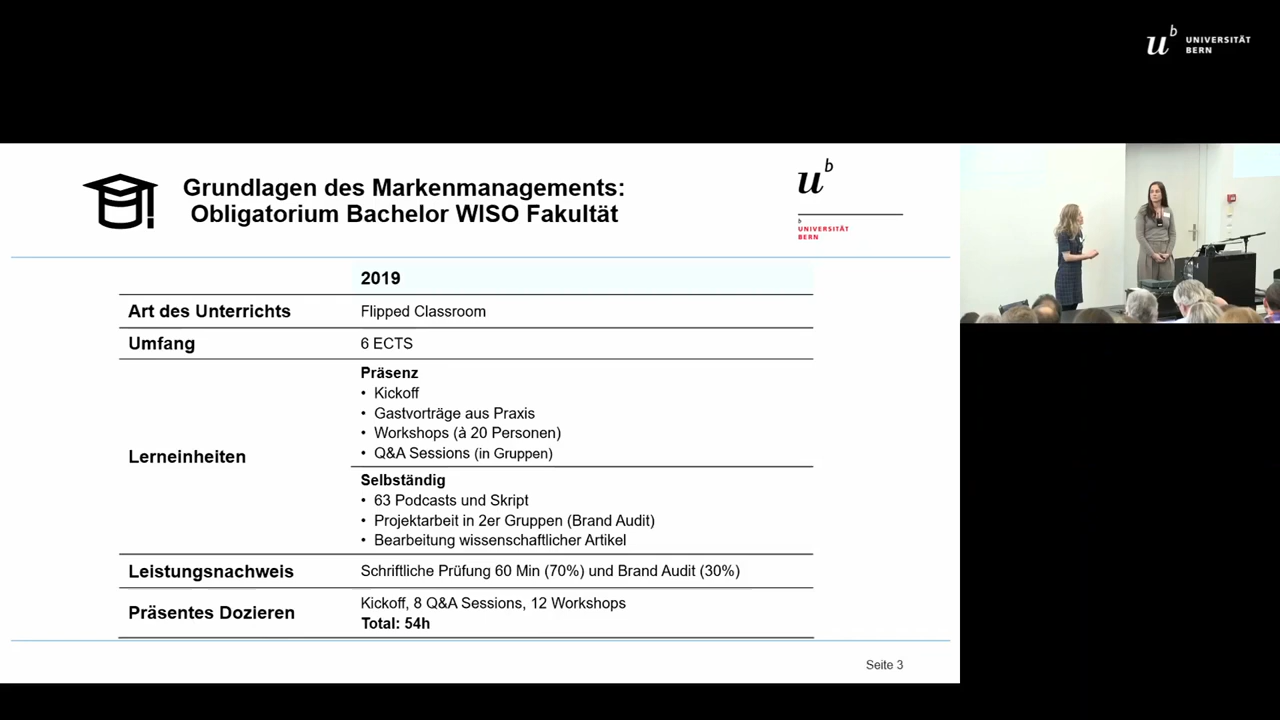 u^b UNIVERSITÄT
BERN
Grundlagen des Markenmanagements:
Obligatorium Bachelor WISO Fakultät
u^b
b
UNIVERSITÄT
BERN
2019
Art des Unterrichts Flipped Classroom
Umfang 6 ECTS
Lerneinheiten
Präsenz
• Kickoff
• Gastvorträge aus Praxis
• Workshops (à 20 Personen)
• Q&A Sessions (in Gruppen)
Selbständig
• 63 Podcasts und Skript
• Projektarbeit in 2er Gruppen (Brand Audit)
• Bearbeitung wissenschaftlicher Artikel
Leistungsnachweis Schriftliche Prüfung 60 Min (70%) und Brand Audit (30%)
Präsentes Dozieren Kickoff, 8 Q&A Sessions, 12 Workshops
Total: 54h
Seite 3